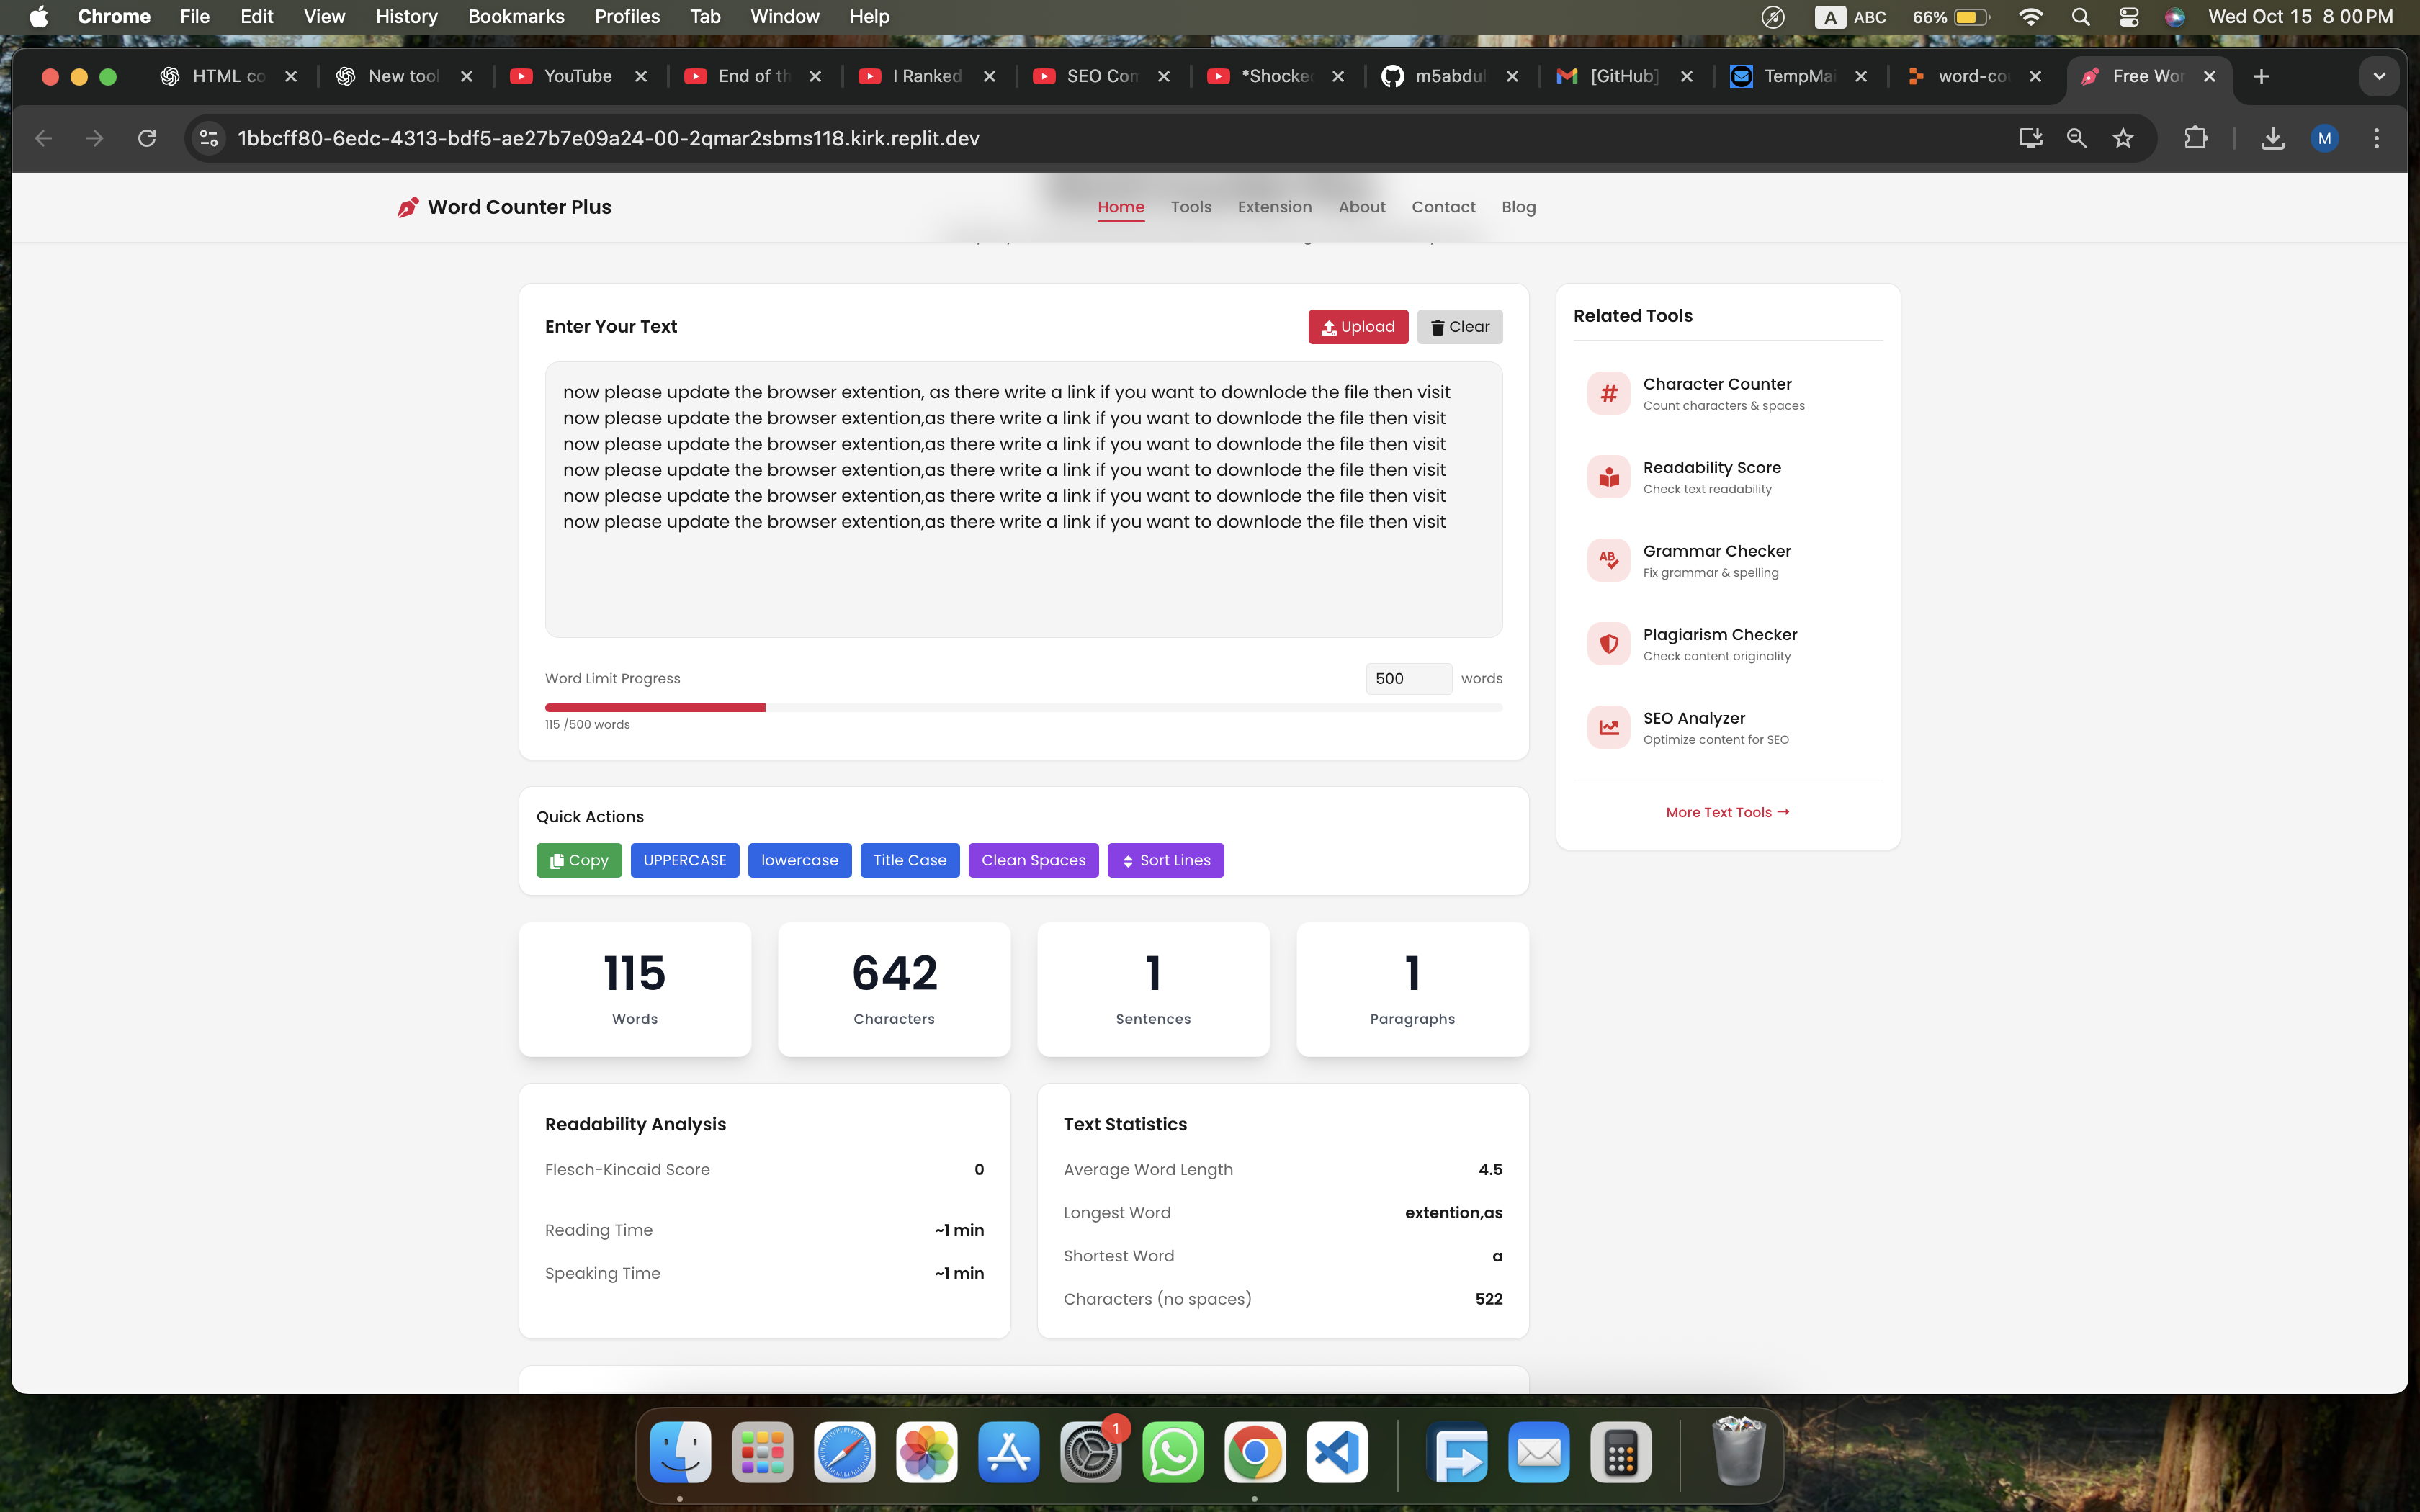 Chrome File Edit View History Bookmarks Profiles Tab Window Help A ABC 66% Wed Oct 15 8 00 PM
HTML co New tool YouTube End of th I Ranked SEO Com *Shocke m5abdul [GitHub] TempMai word-cou Free Wor
1bbcff80-6edc-4313-bdf5-ae27b7e09a24-00-2qmar2sbms118.kirk.replit.dev M
Word Counter Plus Home Tools Extension About Contact Blog
Enter Your Text Upload Clear
now please update the browser extention, as there write a link if you want to downlode the file then visit
now please update the browser extention,as there write a link if you want to downlode the file then visit
now please update the browser extention,as there write a link if you want to downlode the file then visit
now please update the browser extention,as there write a link if you want to downlode the file then visit
now please update the browser extention,as there write a link if you want to downlode the file then visit
now please update the browser extention,as there write a link if you want to downlode the file then visit
Word Limit Progress 500 words
115 /500 words
Related Tools
Character Counter
Count characters & spaces
Readability Score
Check text readability
AB
Grammar Checker
Fix grammar & spelling
Plagiarism Checker
Check content originality
SEO Analyzer
Optimize content for SEO
More Text Tools →
Quick Actions
Copy UPPERCASE lowercase Title Case Clean Spaces Sort Lines
115 642 1 1
Words Characters Sentences Paragraphs
Readability Analysis
Flesch-Kincaid Score 0
Reading Time ~1 min
Speaking Time ~1 min
Text Statistics
Average Word Length 4.5
Longest Word extention,as
Shortest Word a
Characters (no spaces) 522
1